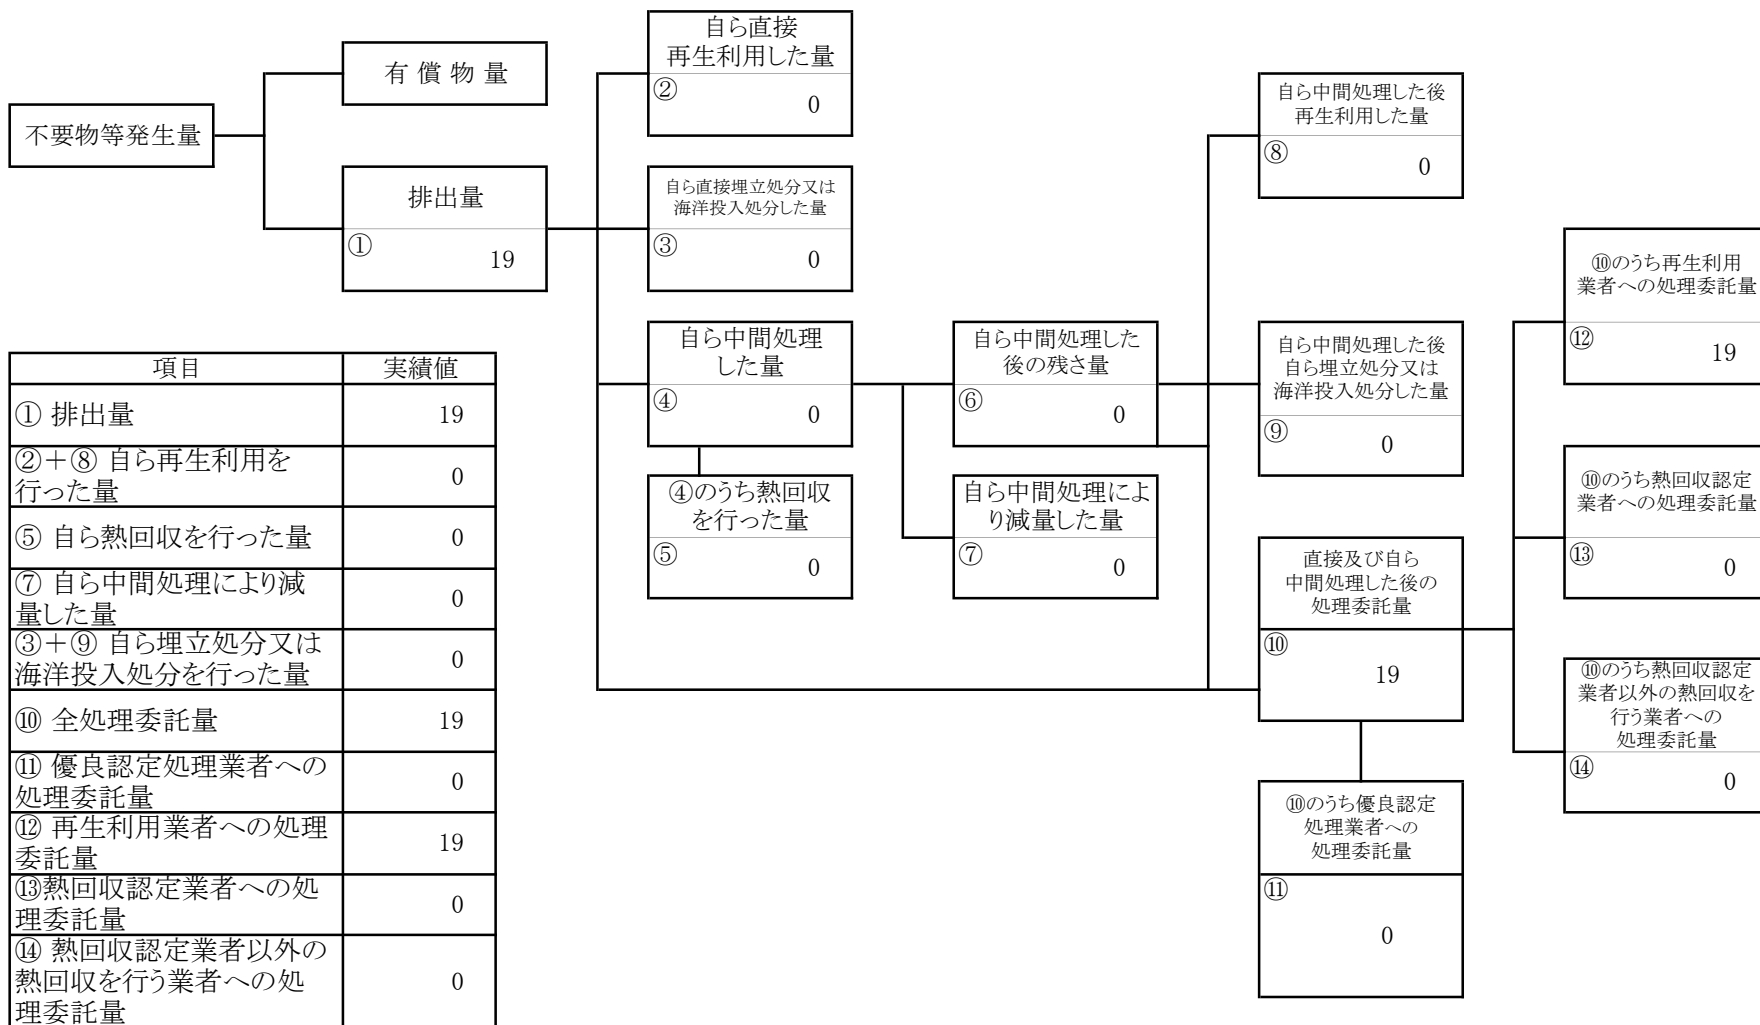 不要物等発生量
有 償 物 量
排出量
①
19
自ら直接
再生利用した量
②
0
自ら直接埋立処分又は
海洋投入処分した量
③
0
自ら中間処理
した量
④
0
④のうち熱回収
を行った量
⑤
0
自ら中間処理した
後の残さ量
⑥
0
自ら中間処理によ
り減量した量
⑦
0
自ら中間処理した後
再生利用した量
⑧
0
自ら中間処理した後
自ら埋立処分又は
海洋投入処分した量
⑨
0
直接及び自ら
中間処理した後の
処理委託量
⑩
19
⑩のうち優良認定
処理業者への
処理委託量
⑪
0
⑩のうち再生利用
業者への処理委託量
⑫
19
⑩のうち熱回収認定
業者への処理委託量
⑬
0
⑩のうち熱回収認定
業者以外の熱回収を
行う業者への
処理委託量
⑭
0
項目 実績値
① 排出量 19
②＋⑧ 自ら再生利用を
行った量 0
⑤ 自ら熱回収を行った量 0
⑦ 自ら中間処理により減
量した量 0
③＋⑨ 自ら埋立処分又は
海洋投入処分を行った量 0
⑩ 全処理委託量 19
⑪ 優良認定処理業者への
処理委託量 0
⑫ 再生利用業者への処理
委託量 19
⑬熱回収認定業者への処
理委託量 0
⑭ 熱回収認定業者以外の
熱回収を行う業者への処
理委託量 0